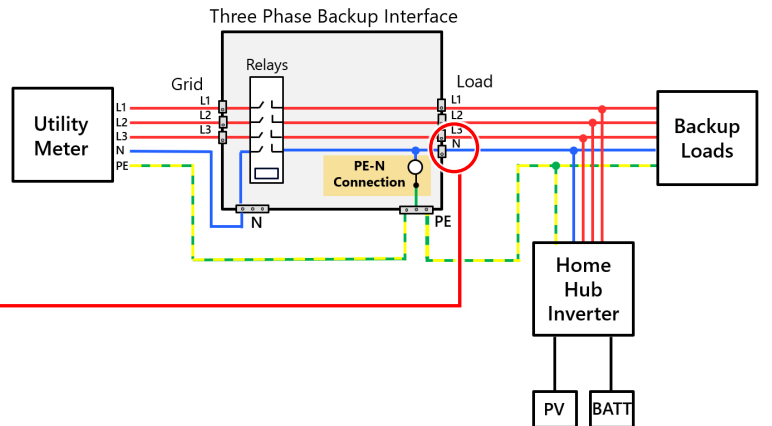 Three Phase Backup Interface
Relays
Grid
Load
L1
L1
L1
L2
L2
L2
L3
L3
L3
N
N
PE
Utility
Meter
Backup
Loads
PE-N
Connection
N
PE
Home
Hub
Inverter
PV
BATT